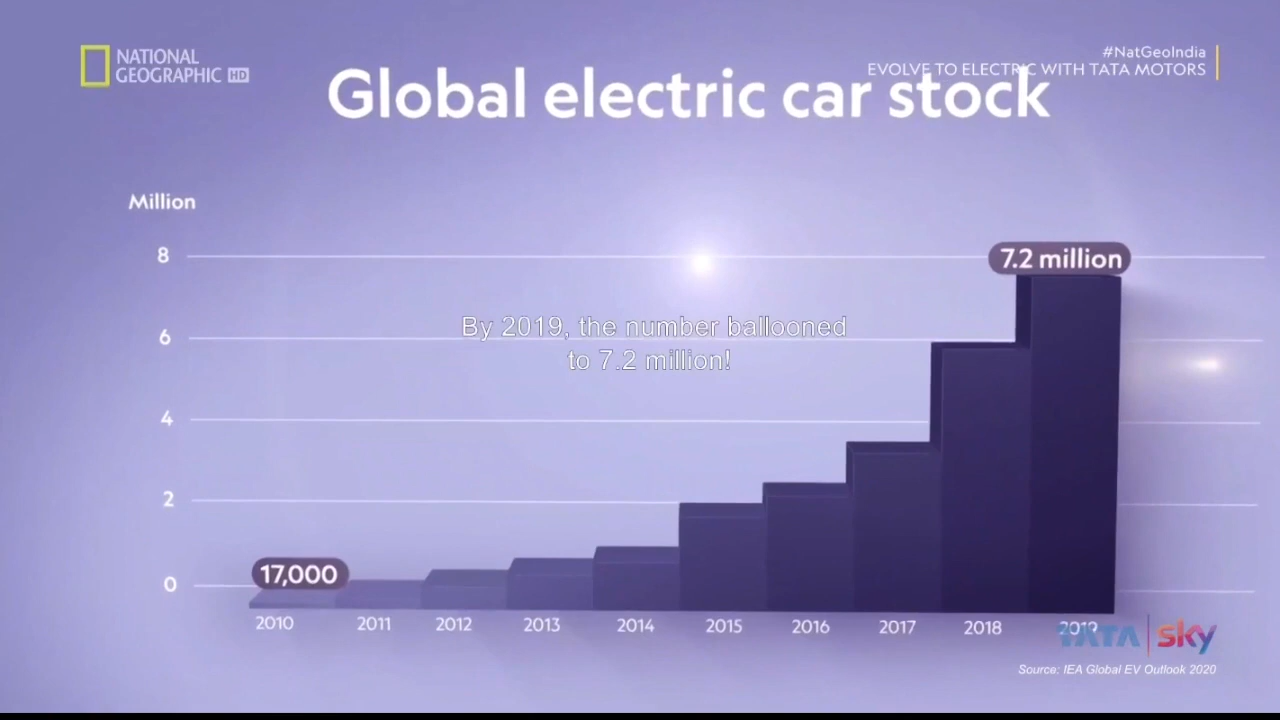 NATIONAL
GEOGRAPHIC HD
#NatGeoIndia
EVOLVE TO ELECTRIC WITH TATA MOTORS
Global electric car stock
Million
8
7.2 million
6
By 2019, the number ballooned
to 7.2 million!
4
2
0
17,000
2010 2011 2012 2013 2014 2015 2016 2017 2018 2019
TATA sky
Source: IEA Global EV Outlook 2020